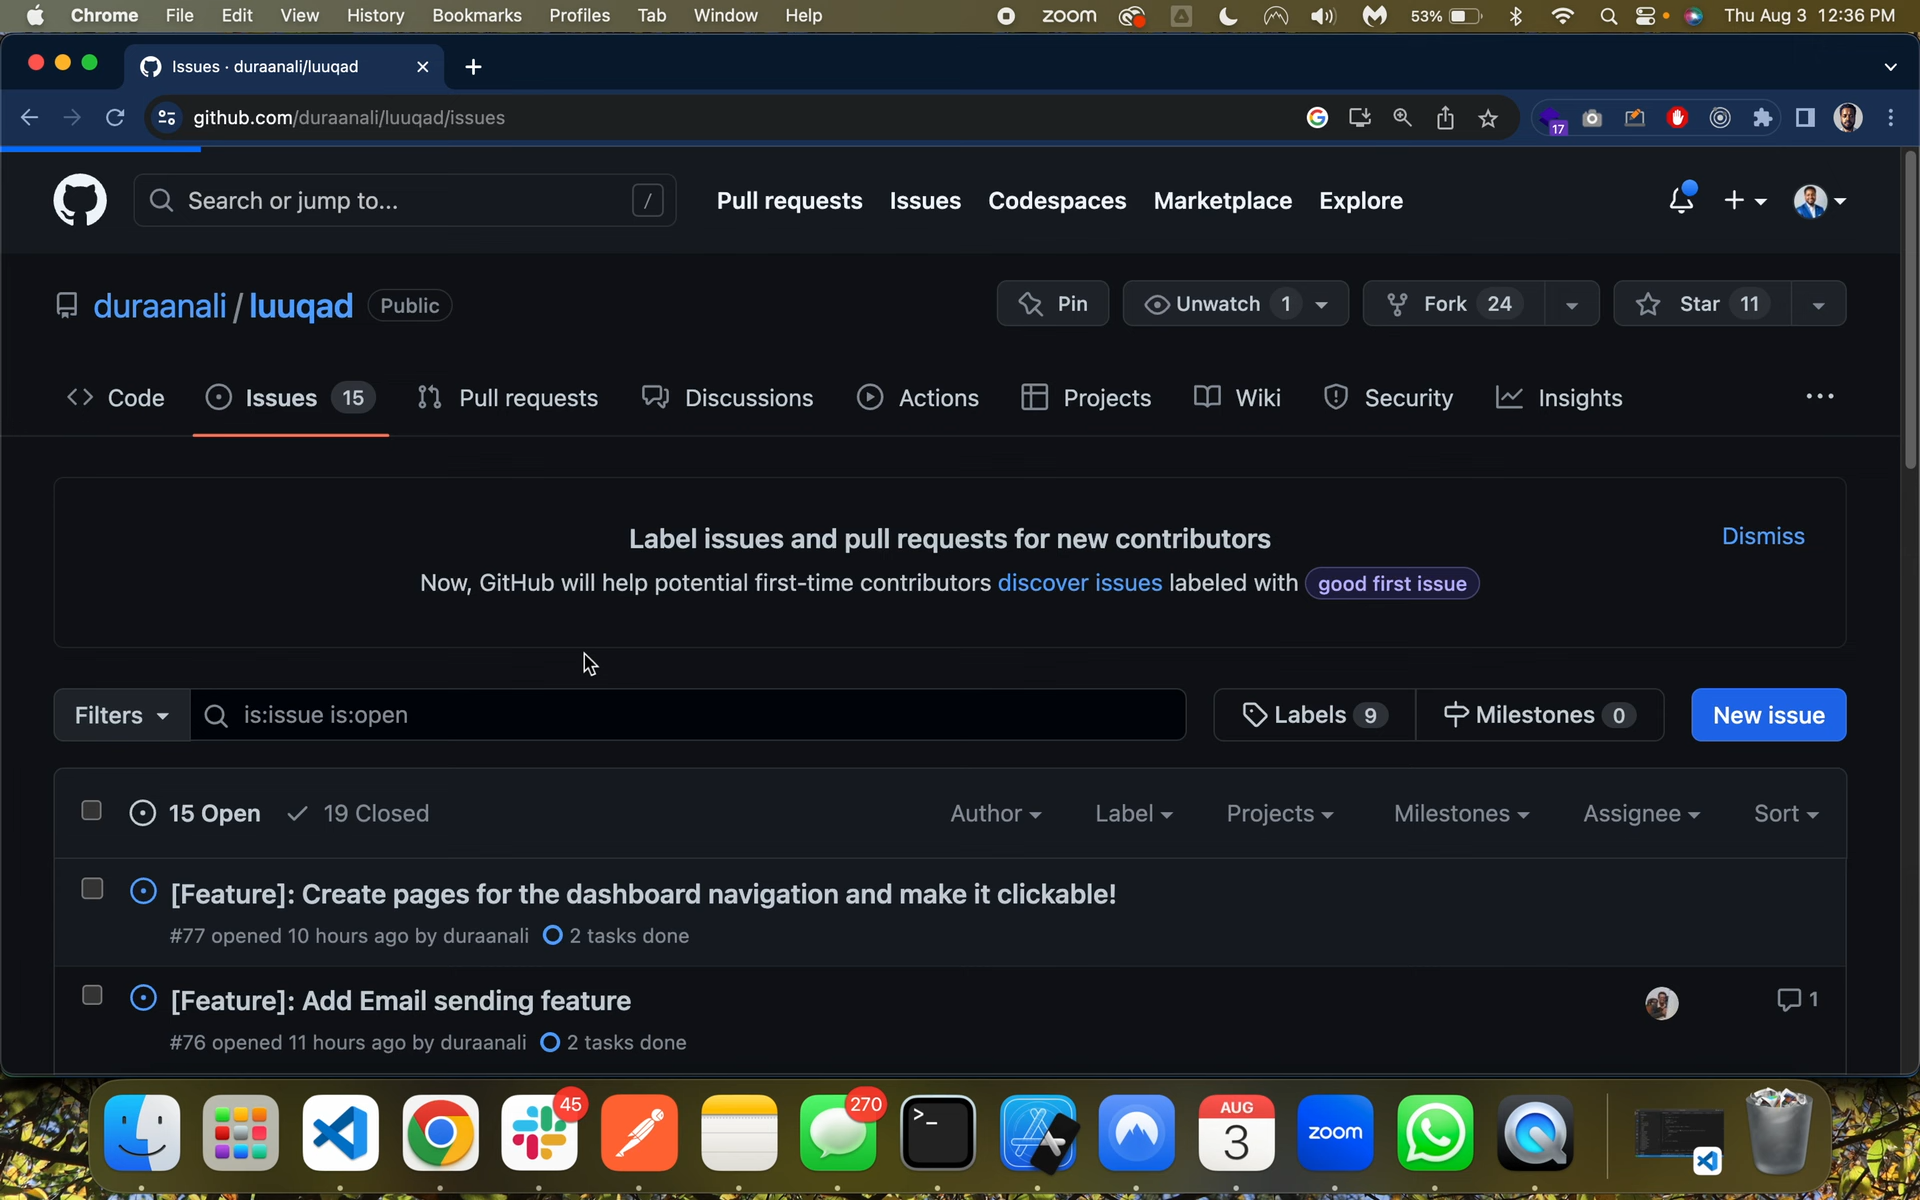 Chrome File Edit View History Bookmarks Profiles Tab Window Help zoom 53% Thu Aug 3 12:36 PM
Issues · duraanali/luuqad
github.com/duraanali/luuqad/issues 17
Search or jump to... / Pull requests Issues Codespaces Marketplace Explore
duraanali / luuqad Public Pin Unwatch 1 Fork 24 Star 11
Code Issues 15 Pull requests Discussions Actions Projects Wiki Security Insights
Label issues and pull requests for new contributors Dismiss
Now, GitHub will help potential first-time contributors discover issues labeled with good first issue
Filters is:issue is:open Labels 9 Milestones 0 New issue
15 Open 19 Closed Author Label Projects Milestones Assignee Sort
[Feature]: Create pages for the dashboard navigation and make it clickable!
#77 opened 10 hours ago by duraanali 2 tasks done
[Feature]: Add Email sending feature 1
#76 opened 11 hours ago by duraanali 2 tasks done
45 270 >_ AUG 3 zoom